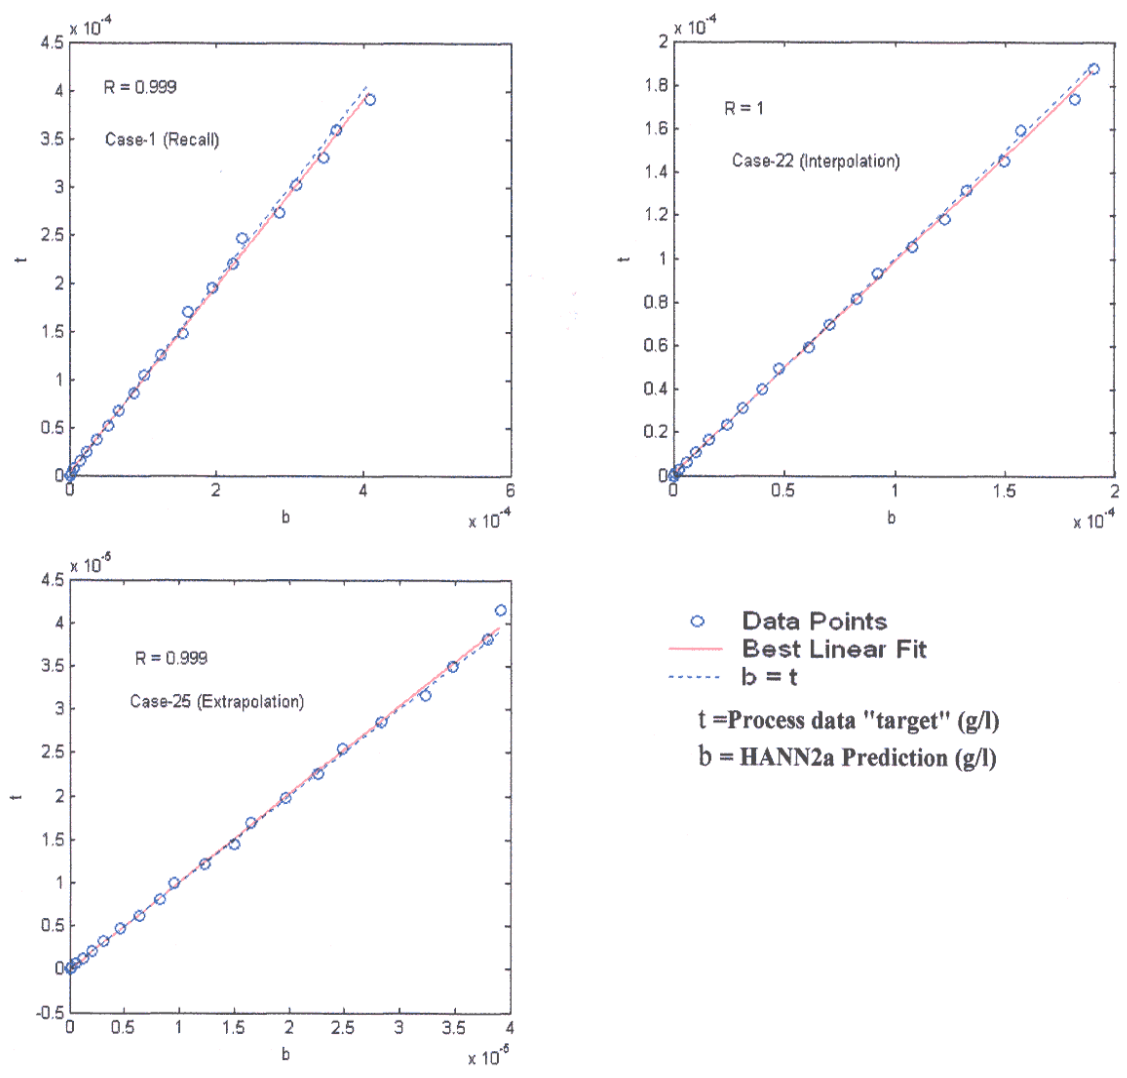 x 10-4
4.5
4
3.5
3
2.5
2
1.5
1
0.5
0
R = 0.999
Case-1 (Recall)
t
0 2 4 6
b
x 10-4
x 10-4
2
1.8
1.6
1.4
1.2
1
0.8
0.6
0.4
0.2
0
R = 1
Case-22 (Interpolation)
t
0 0.5 1 1.5 2
b
x 10-4
x 10-5
4.5
4
3.5
3
2.5
2
1.5
1
0.5
0
-0.5
R = 0.999
Case-25 (Extrapolation)
t
0 0.5 1 1.5 2 2.5 3 3.5 4
b
x 10-5
Data Points
Best Linear Fit
b = t
t =Process data "target" (g/l)
b = HANN2a Prediction (g/l)